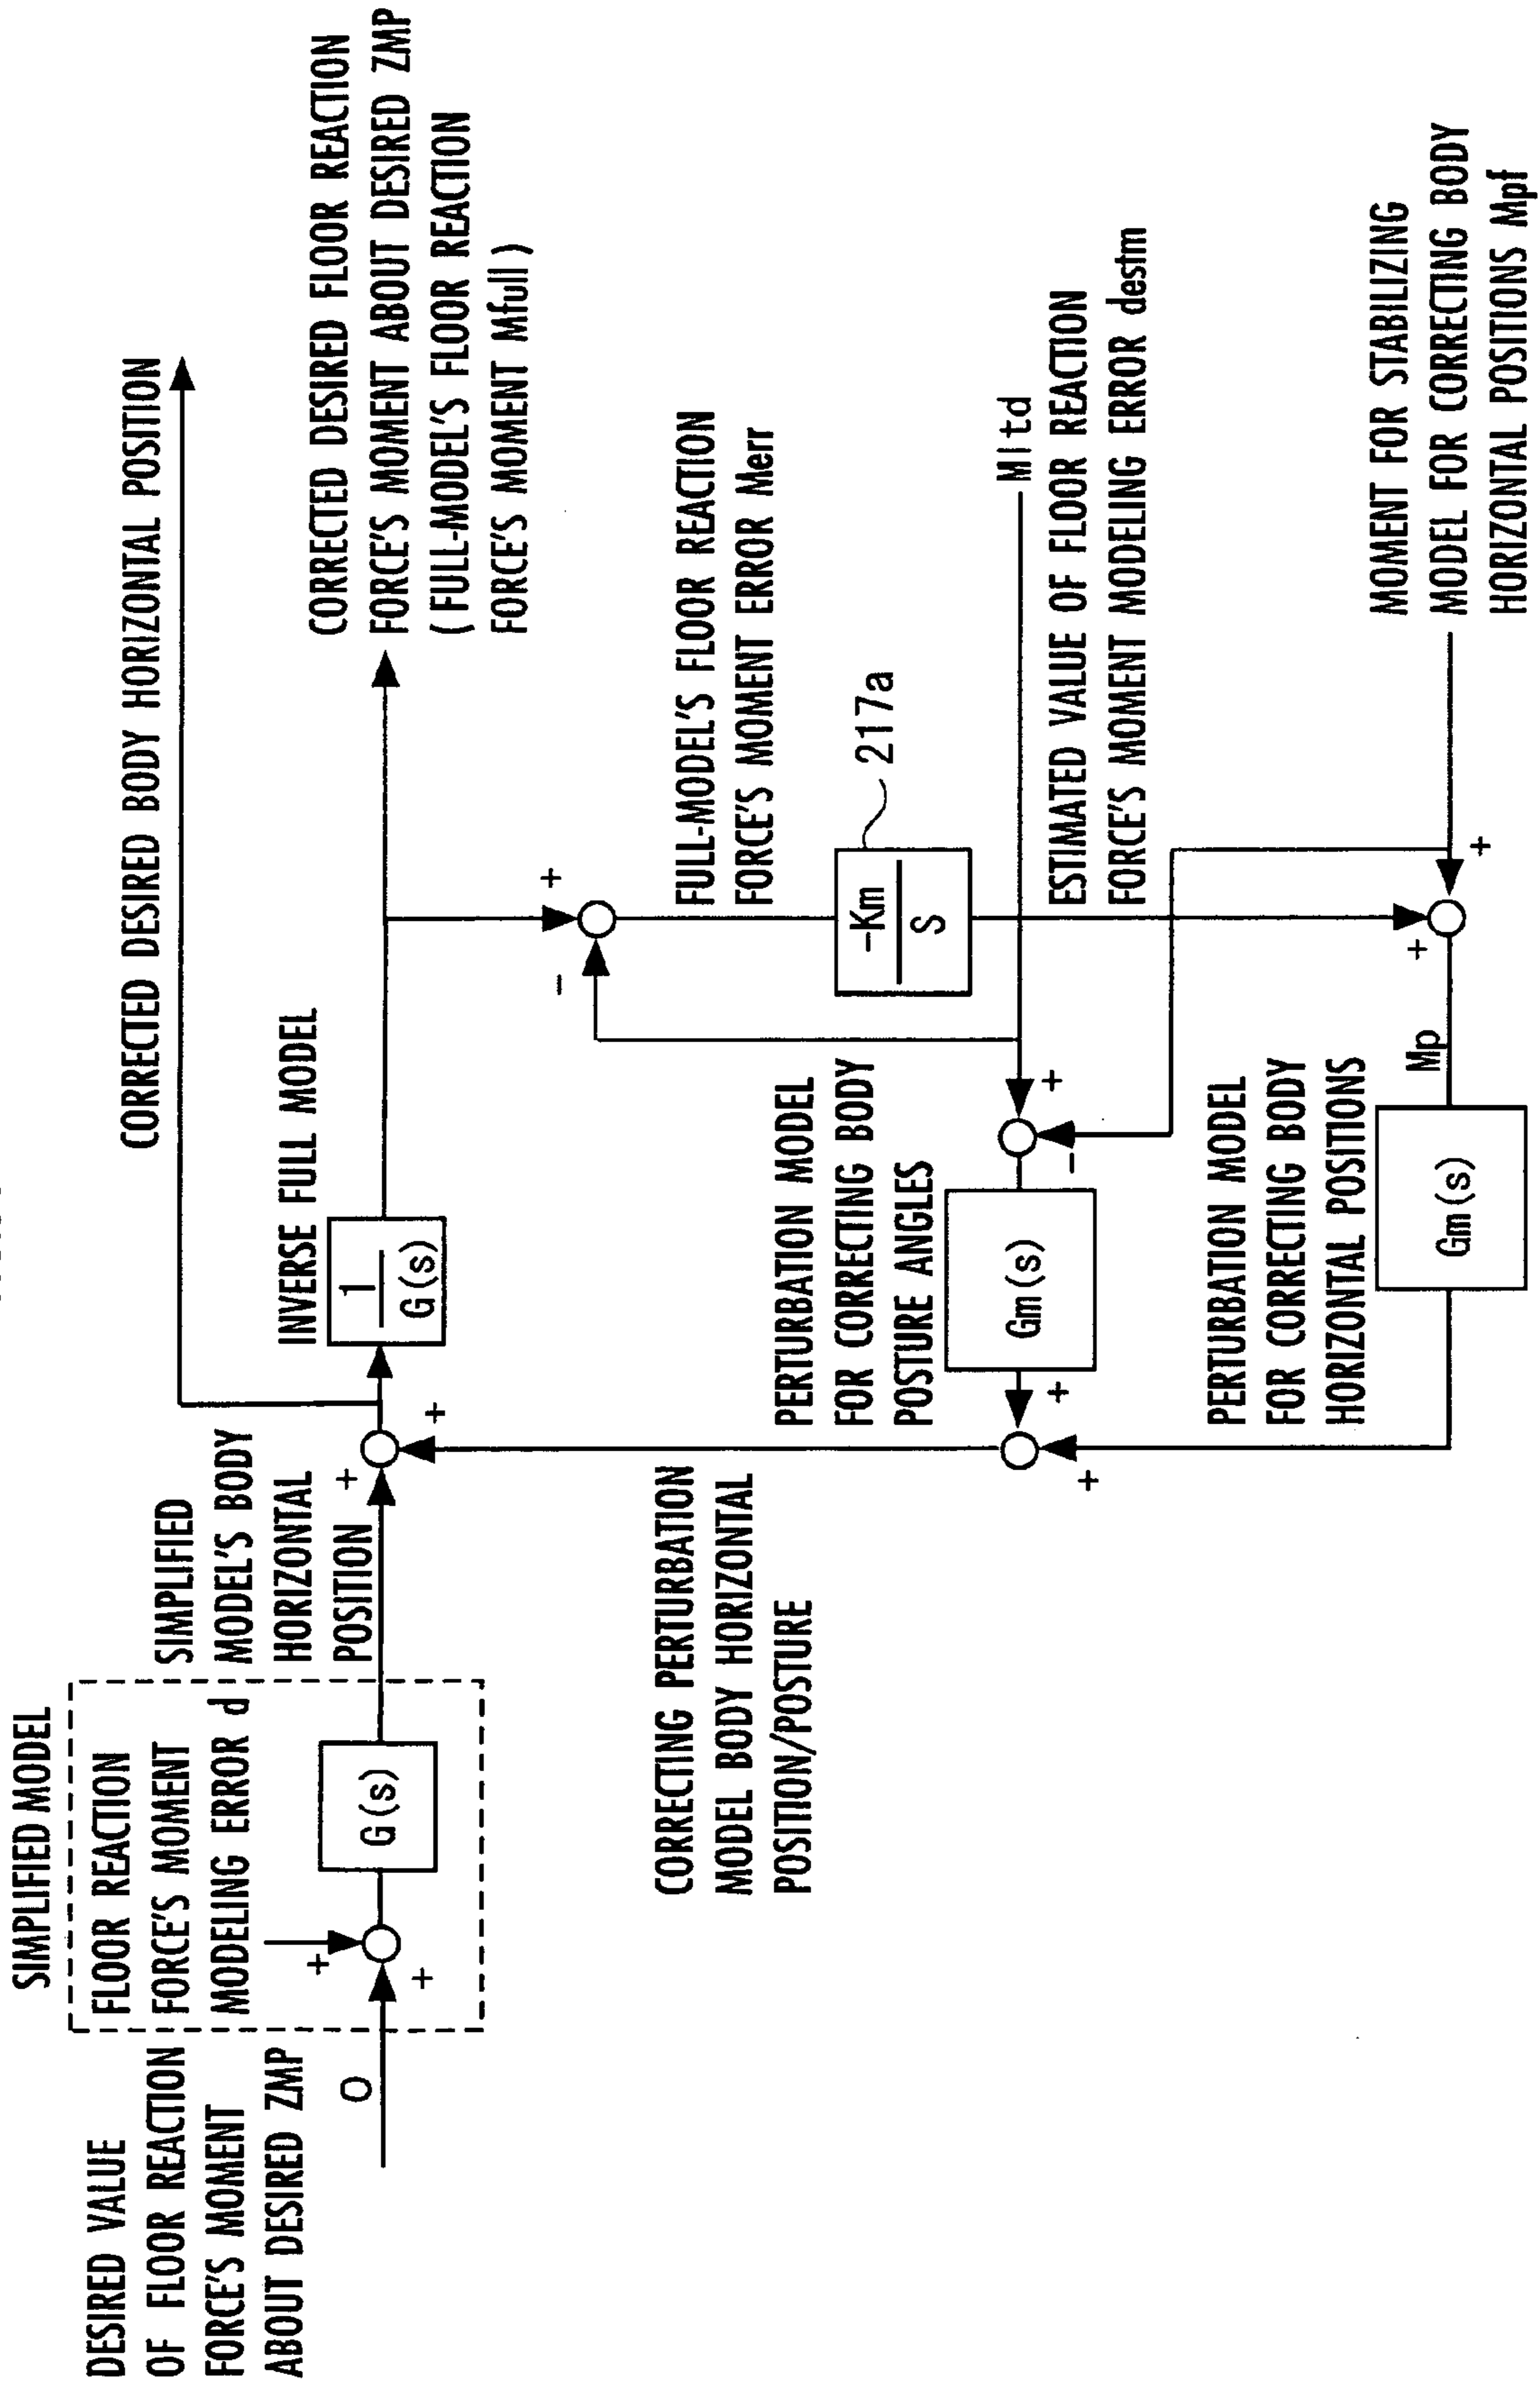 SIMPLIFIED MODEL
DESIRED VALUE
OF FLOOR REACTION
FORCE'S MOMENT
ABOUT DESIRED ZMP
0
FLOOR REACTION
FORCE'S MOMENT
MODELING ERROR d
+
+
G(s)
SIMPLIFIED
MODEL'S BODY
HORIZONTAL
POSITION
+
+
CORRECTED DESIRED BODY HORIZONTAL POSITION
INVERSE FULL MODEL
1
G(s)
CORRECTED DESIRED FLOOR REACTION
FORCE'S MOMENT ABOUT DESIRED ZMP
(FULL-MODEL'S FLOOR REACTION
FORCE'S MOMENT Mfull)
+
-
FULL-MODEL'S FLOOR REACTION
FORCE'S MOMENT ERROR Merr
-Km
S
217a
Mltd
ESTIMATED VALUE OF FLOOR REACTION
FORCE'S MOMENT MODELING ERROR destm
CORRECTING PERTURBATION
MODEL BODY HORIZONTAL
POSITION/POSTURE
PERTURBATION MODEL
FOR CORRECTING BODY
POSTURE ANGLES
Gm(s)
+
-
+
+
PERTURBATION MODEL
FOR CORRECTING BODY
HORIZONTAL POSITIONS
Gm(s)
Mp
+
+
MOMENT FOR STABILIZING
MODEL FOR CORRECTING BODY
HORIZONTAL POSITIONS Mpf